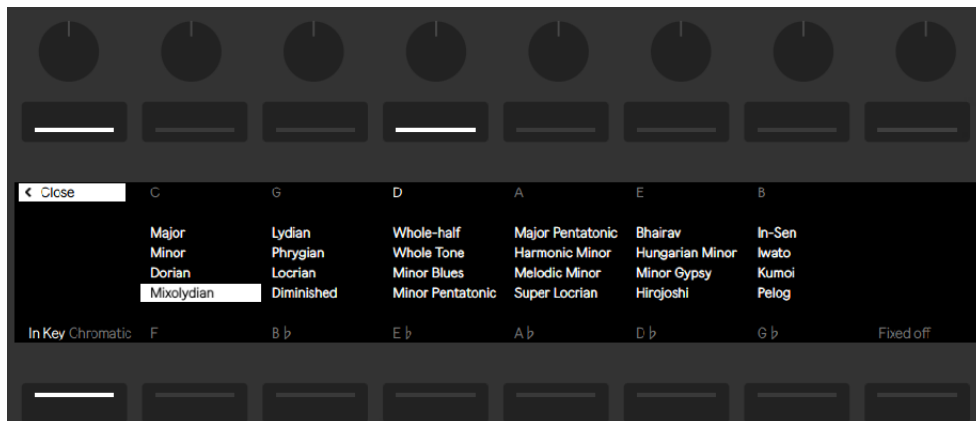 < Close C G D A E B
Major Lydian Whole-half Major Pentatonic Bhairav In-Sen
Minor Phrygian Whole Tone Harmonic Minor Hungarian Minor Iwato
Dorian Locrian Minor Blues Melodic Minor Minor Gypsy Kumoi
Mixolydian Diminished Minor Pentatonic Super Locrian Hirojoshi Pelog
In Key Chromatic F B♭ E♭ A♭ D♭ G♭ Fixed off